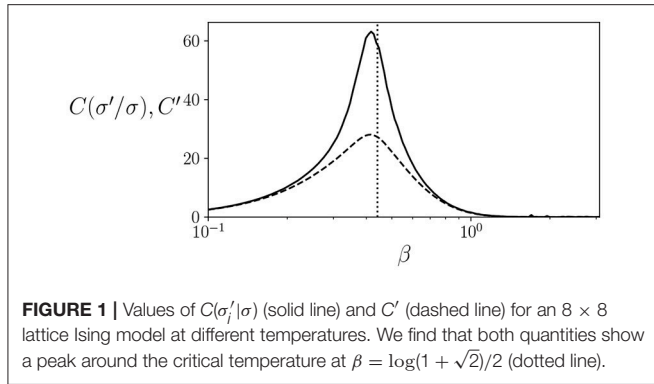 60
40
C(σ′/σ), C′
20
0
10⁻¹
10⁰
β
FIGURE 1 | Values of C(σᵢ′|σ) (solid line) and C′ (dashed line) for an 8 × 8
lattice Ising model at different temperatures. We find that both quantities show
a peak around the critical temperature at β = log(1 + √2)/2 (dotted line).